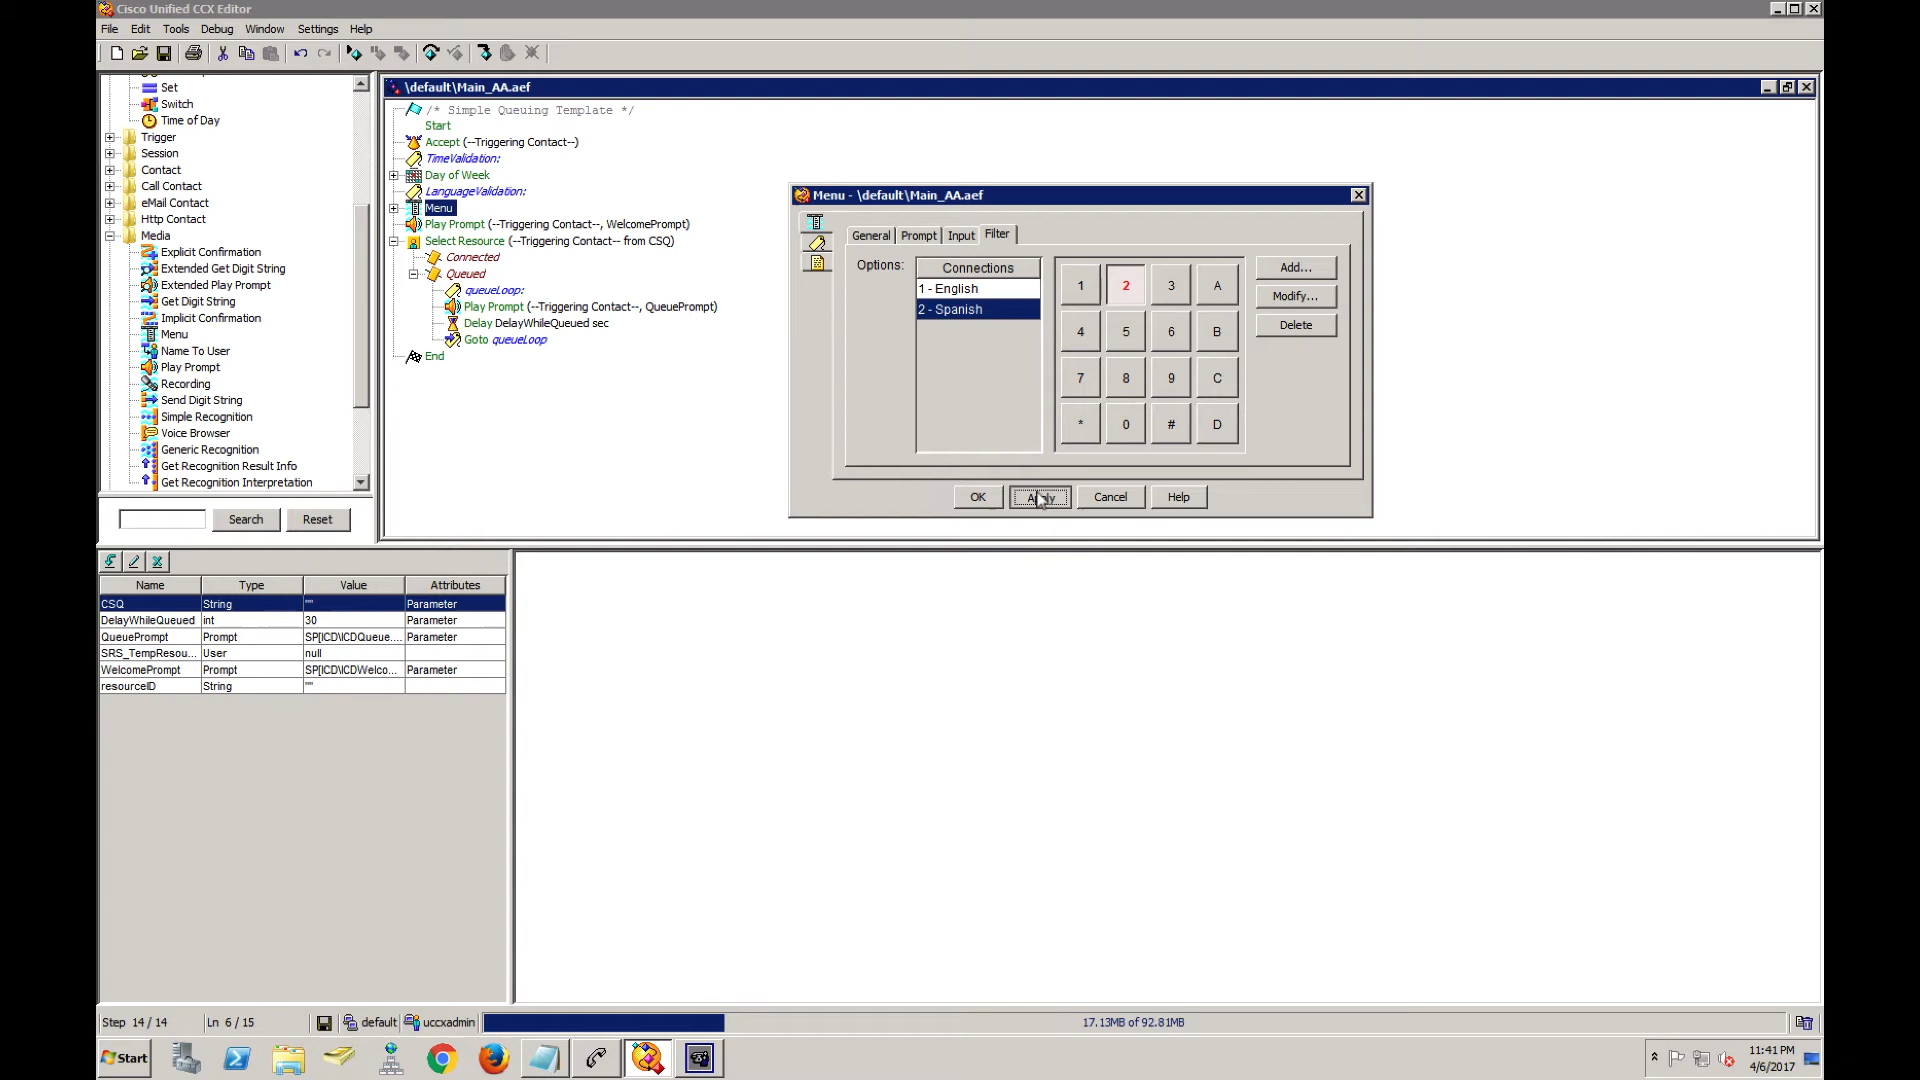 Cisco Unified CCX Editor
File Edit Tools Debug Window Settings Help
\default\Main_AA.aef
Set
Switch
Time of Day
Trigger
Session
Contact
Call Contact
eMail Contact
Http Contact
Media
Explicit Confirmation
Extended Get Digit String
Extended Play Prompt
Get Digit String
Implicit Confirmation
Menu
Name To User
Play Prompt
Recording
Send Digit String
Simple Recognition
Voice Browser
Generic Recognition
Get Recognition Result Info
Get Recognition Interpretation
Search Reset
/* Simple Queuing Template */
Start
Accept (--Triggering Contact--)
TimeValidation:
Day of Week
LanguageValidation:
Menu
Play Prompt (--Triggering Contact--, WelcomePrompt)
Select Resource (--Triggering Contact-- from CSQ)
Connected
Queued
queueLoop:
Play Prompt (--Triggering Contact--, QueuePrompt)
Delay DelayWhileQueued sec
Goto queueLoop
End
Menu - \default\Main_AA.aef
General Prompt Input Filter
Options:
Connections
1 - English
2 - Spanish
1 2 3 A
4 5 6 B
7 8 9 C
* 0 # D
Add...
Modify...
Delete
OK Apply Cancel Help
Name Type Value Attributes
CSQ String "" Parameter
DelayWhileQueued int 30 Parameter
QueuePrompt Prompt SP[ICD\ICDQueue.... Parameter
SRS_TempResou... User null
WelcomePrompt Prompt SP[ICD\ICDWelco... Parameter
resourceID String ""
Step 14 / 14 Ln 6 / 15 default uccxadmin 17.13MB of 92.81MB
Start
11:41 PM
4/6/2017